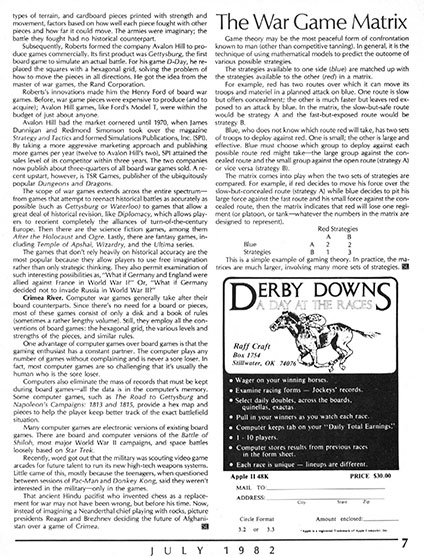 types of terrain, and cardboard pieces printed with strength and
movement, factors based on how well each piece fought with other
pieces and how far it could move. The armies were imaginary; the
battle they fought had no historical counterpart.
Subsequently, Roberts formed the company Avalon Hill to pro-
duce games commercially. Its first product was Gettysburg, the first
board game to simulate an actual battle. For his game D-Day, he re-
placed the squares with a hexagonal grid, solving the problem of
how to move the pieces in all directions. He got the idea from the
master of war games, the Rand Corporation.
Roberts's innovations made him the Henry Ford of board war
games. Before, war game pieces were expensive to produce (and to
acquire); Avalon Hill games, like Ford's Model T, were within the
budget of just about anyone.
Avalon Hill had the market cornered until 1970, when James
Dunnigan and Redmond Simonson took over the magazine
Strategy and Tactics and formed Simulations Publications, Inc. (SPI).
By taking a more aggressive marketing approach and publishing
more games per year (twelve to Avalon Hill's two), SPI attained the
sales level of its competitor within three years. The two companies
now publish about three-quarters of all board war games sold. A re-
cent upstart, however, is TSR Games, publisher of the ubiquitously
popular Dungeons and Dragons.
The scope of war games extends across the entire spectrum—
from games that attempt to reenact historical battles as accurately as
possible (such as Gettysburg or Waterloo) to games that allow a
great deal of historical revision, like Diplomacy, which allows play-
ers to reorient completely the alliances of turn-of-the-century
Europe. Then there are the science fiction games, among them
After the Holocaust and Ogre. Lastly, there are fantasy games, in-
cluding Temple of Apshai, Wizardry, and the Ultima series.
The games that don't rely heavily on historical accuracy are the
most popular because they allow players to use free imagination
rather than only strategic thinking. They also permit examination of
such interesting possibilities as, "What if Germany and England were
allied against France in World War I?" Or, "What if Germany
decided not to invade Russia in World War II?"
Crimea River. Computer war games generally take after their
board counterparts. Since there's no need for a board or pieces,
most of these games consist of only a disk and a book of rules
(sometimes a rather lengthy volume). Still, they employ all the con-
ventions of board games: the hexagonal grid, the various levels and
strengths of the pieces, and similar rules.
One advantage of computer games over board games is that the
gaming enthusiast has a constant partner. The computer plays any
number of games without complaining and is never a sore loser. In
fact, most computer games are so challenging that it's usually the
human who is the sore loser.
Computers also eliminate the mass of records that must be kept
during board games—all the data is in the computer's memory.
Some computer games, such as The Road to Gettysburg and
Napoleon's Campaigns: 1813 and 1815, provide a hex map and
pieces to help the player keep better track of the exact battlefield
situation.
Many computer games are electronic versions of existing board
games. There are board and computer versions of the Battle of
Shiloh, most major World War II campaigns, and space battles
loosely based on Star Trek.
Recently, word got out that the military was scouting video game
arcades for future talent to run its new high-tech weapons systems.
Little came of this, mostly because the teenagers, when questioned
between sessions of Pac-Man and Donkey Kong, said they weren't
interested in the military—only in the games.
That ancient Hindu pacifist who invented chess as a replace-
ment for war may not have been wrong, but before his time. Now,
instead of imagining a Neanderthal chief playing with rocks, picture
presidents Reagan and Brezhnev deciding the future of Afghani-
stan over a game of Crimea.
The War Game Matrix
Game theory may be the most peaceful form of confrontation
known to man (other than competitive tanning). In general, it is the
technique of using mathematical models to predict the outcome of
various possible strategies.
The strategies available to one side (blue) are matched up with
the strategies available to the other (red) in a matrix.
For example, red has two routes over which it can move its
troops and materiel in a planned attack on blue. One route is slow
but offers concealment; the other is much faster but leaves red ex-
posed to an attack by blue. In the matrix, the slow-but-safe route
would be strategy A and the fast-but-exposed route would be
strategy B.
Blue, who does not know which route red will take, has two sets
of troops to deploy against red. One is small; the other is large and
effective. Blue must choose which group to deploy against each
possible route red might take—the large group against the con-
cealed route and the small group against the open route (strategy A)
or vice versa (strategy B).
The matrix comes into play when the two sets of strategies are
compared. For example, if red decides to move his force over the
slow-but-concealed route (strategy A) while blue decides to pit his
large force against the fast route and his small force against the con-
cealed route, then the matrix indicates that red will lose one regi-
ment (or platoon, or tank—whatever the numbers in the matrix are
designed to represent).
Red Strategies
A B
Blue A 2 2
Strategies B 1 3
This is a simple example of gaming theory. In practice, the ma-
trices are much larger, involving many more sets of strategies.
DERBY DOWNS
A DAY AT THE RACES
Raff Craft
Box 1754
Stillwater, OK 74076
• Wager on your winning horses.
• Examine racing forms — Jockeys' records.
• Select daily doubles, across the boards,
quinellas, exactas.
• Pull in your winners as you watch each race.
• Computer keeps tab on your "Daily Total Earnings."
• 1 - 10 players.
• Computer stores results from previous races
in the form sheet.
• Each race is unique — lineups are different.
Apple II 48K PRICE $30.00
MAIL TO:
ADDRESS:
City State Zip
Circle Format Amount enclosed:
3.2 or 3.3 *Apple is a registered trademark of Apple Computer, Inc.
JULY 1982 7